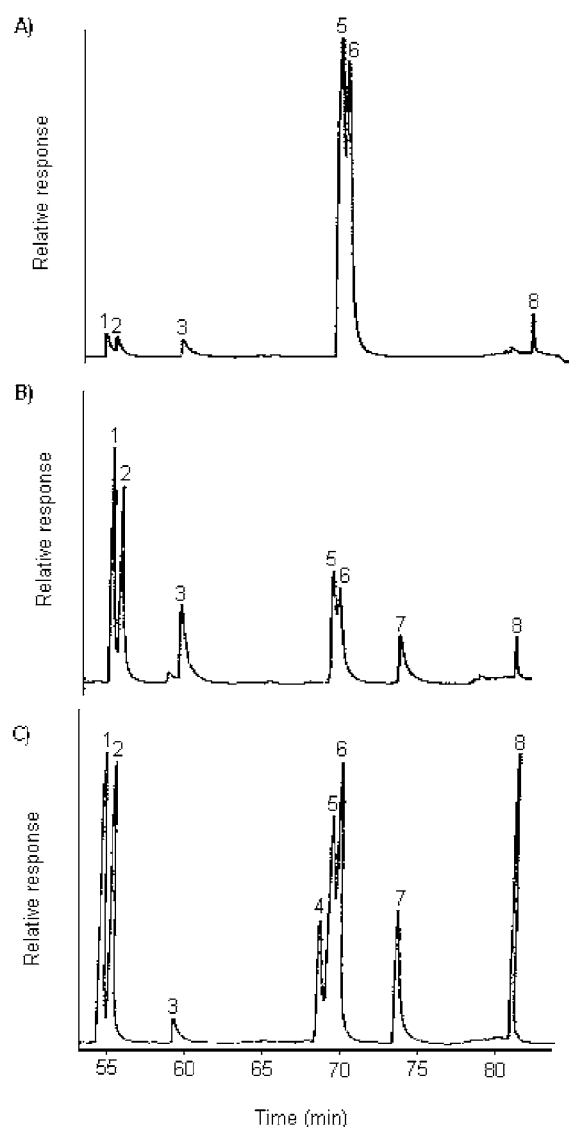 A)
Relative response
1 2 3 5 6 8
B)
Relative response
1 2 3 5 6 7 8
C)
Relative response
1 2 3 4 5 6 7 8
55 60 65 70 75 80
Time (min)